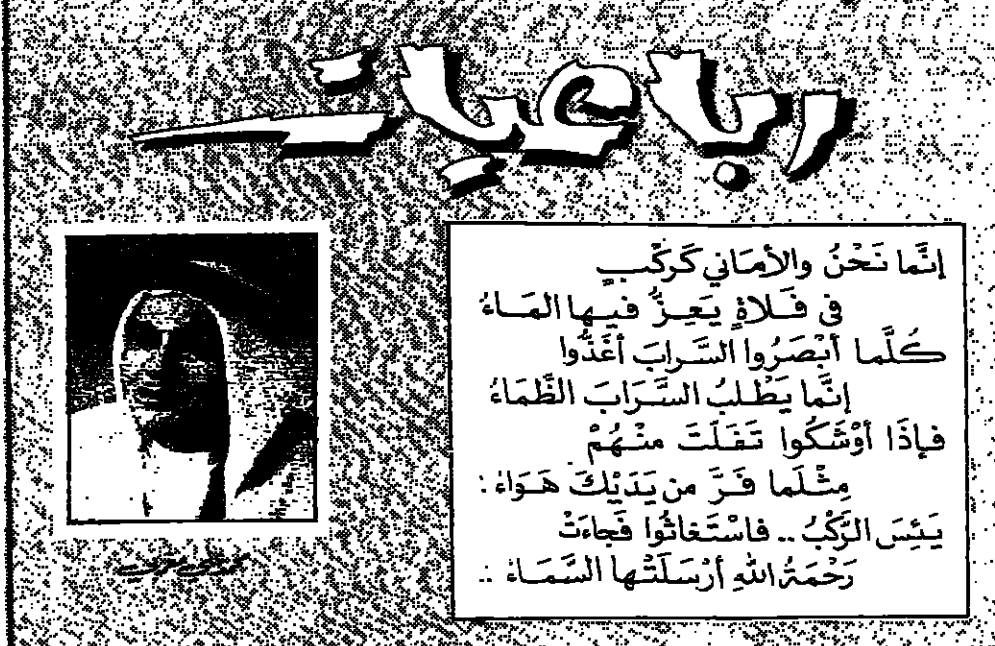 رباعيات
إنَّما نَحْنُ والأمَاني كَرَكْبٍ
في فَلاةٍ يَعِزُّ فيها المَاءُ
كُلَّما أبْصَرُوا السَّرابَ أغَذُّوا
إنَّما يَطْلُبُ السَّرَابَ الظِّمَاءُ
فإذَا أوْشَكُوا تَفَلَّتَ منْهُمْ
مِثْلَما فَرَّ من يَدَيْكَ هَوَاءُ :
يَئِسَ الرَّكْبُ .. فاسْتَغاثُوا فَجاءَتْ
رَحْمَةُ اللهِ أرْسَلَتْها السَّمَاءُ :.